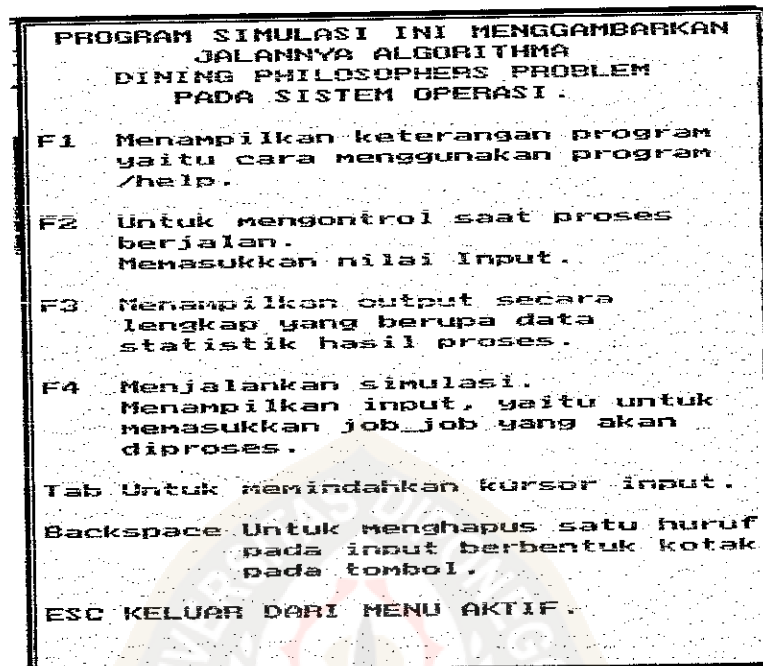 PROGRAM SIMULASI INI MENGGAMBARKAN
JALANNYA ALGORITHMA
DINING PHILOSOPHERS PROBLEM
PADA SISTEM OPERASI.
F1 Menampilkan keterangan program
yaitu cara menggunakan program
/help.
F2 Untuk mengontrol saat proses
berjalan.
Memasukkan nilai Input.
F3 Menampilkan output secara
lengkap yang berupa data
statistik hasil proses.
F4 Menjalankan simulasi.
Menampilkan input, yaitu untuk
memasukkan job_job yang akan
diproses.
Tab Untuk memindahkan kursor input.
Backspace Untuk menghapus satu huruf
pada input berbentuk kotak
pada tombol.
ESC KELUAR DARI MENU AKTIF.